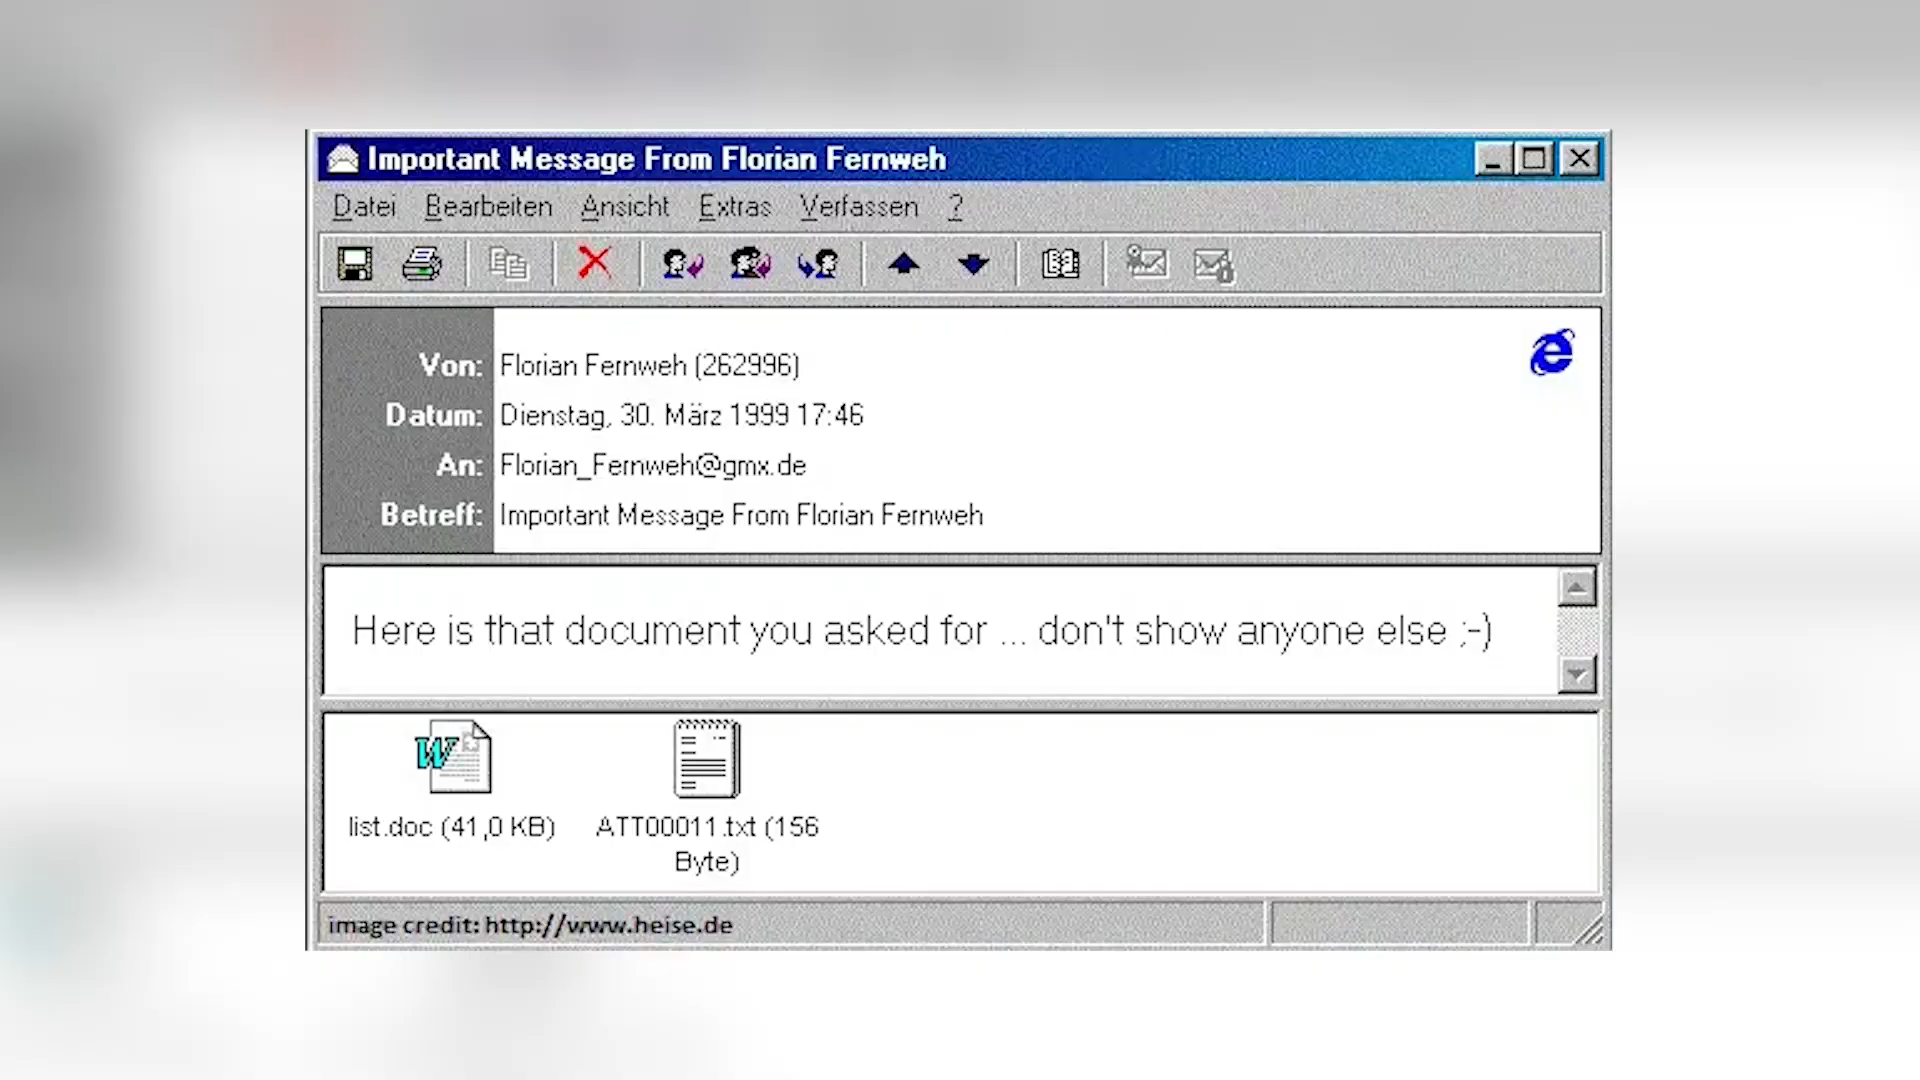 Important Message From Florian Fernweh
Datei Bearbeiten Ansicht Extras Verfassen ?
Von: Florian Fernweh (262996)
Datum: Dienstag, 30. März 1999 17:46
An: Florian_Fernweh@gmx.de
Betreff: Important Message From Florian Fernweh
Here is that document you asked for ... don't show anyone else ;-)
list.doc (41,0 KB) ATT00011.txt (156
Byte)
image credit: http://www.heise.de